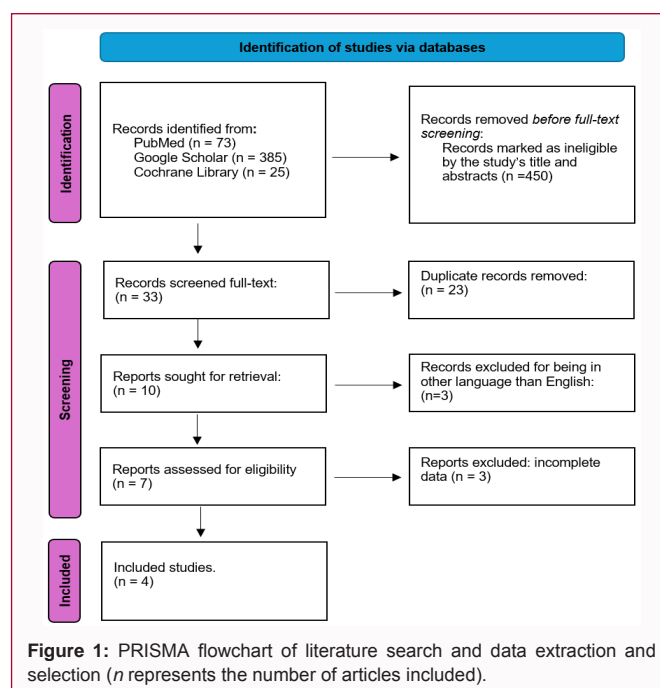 Identification of studies via databases
Identification
Records identified from:
PubMed (n = 73)
Google Scholar (n = 385)
Cochrane Library (n = 25)
Records removed before full-text
screening:
Records marked as ineligible
by the study's title and
abstracts (n =450)
Screening
Records screened full-text:
(n = 33)
Duplicate records removed:
(n = 23)
Reports sought for retrieval:
(n = 10)
Records excluded for being in
other language than English:
(n=3)
Reports assessed for eligibility
(n = 7)
Reports excluded: incomplete
data (n = 3)
Included
Included studies.
(n = 4)
Figure 1: PRISMA flowchart of literature search and data extraction and
selection (n represents the number of articles included).